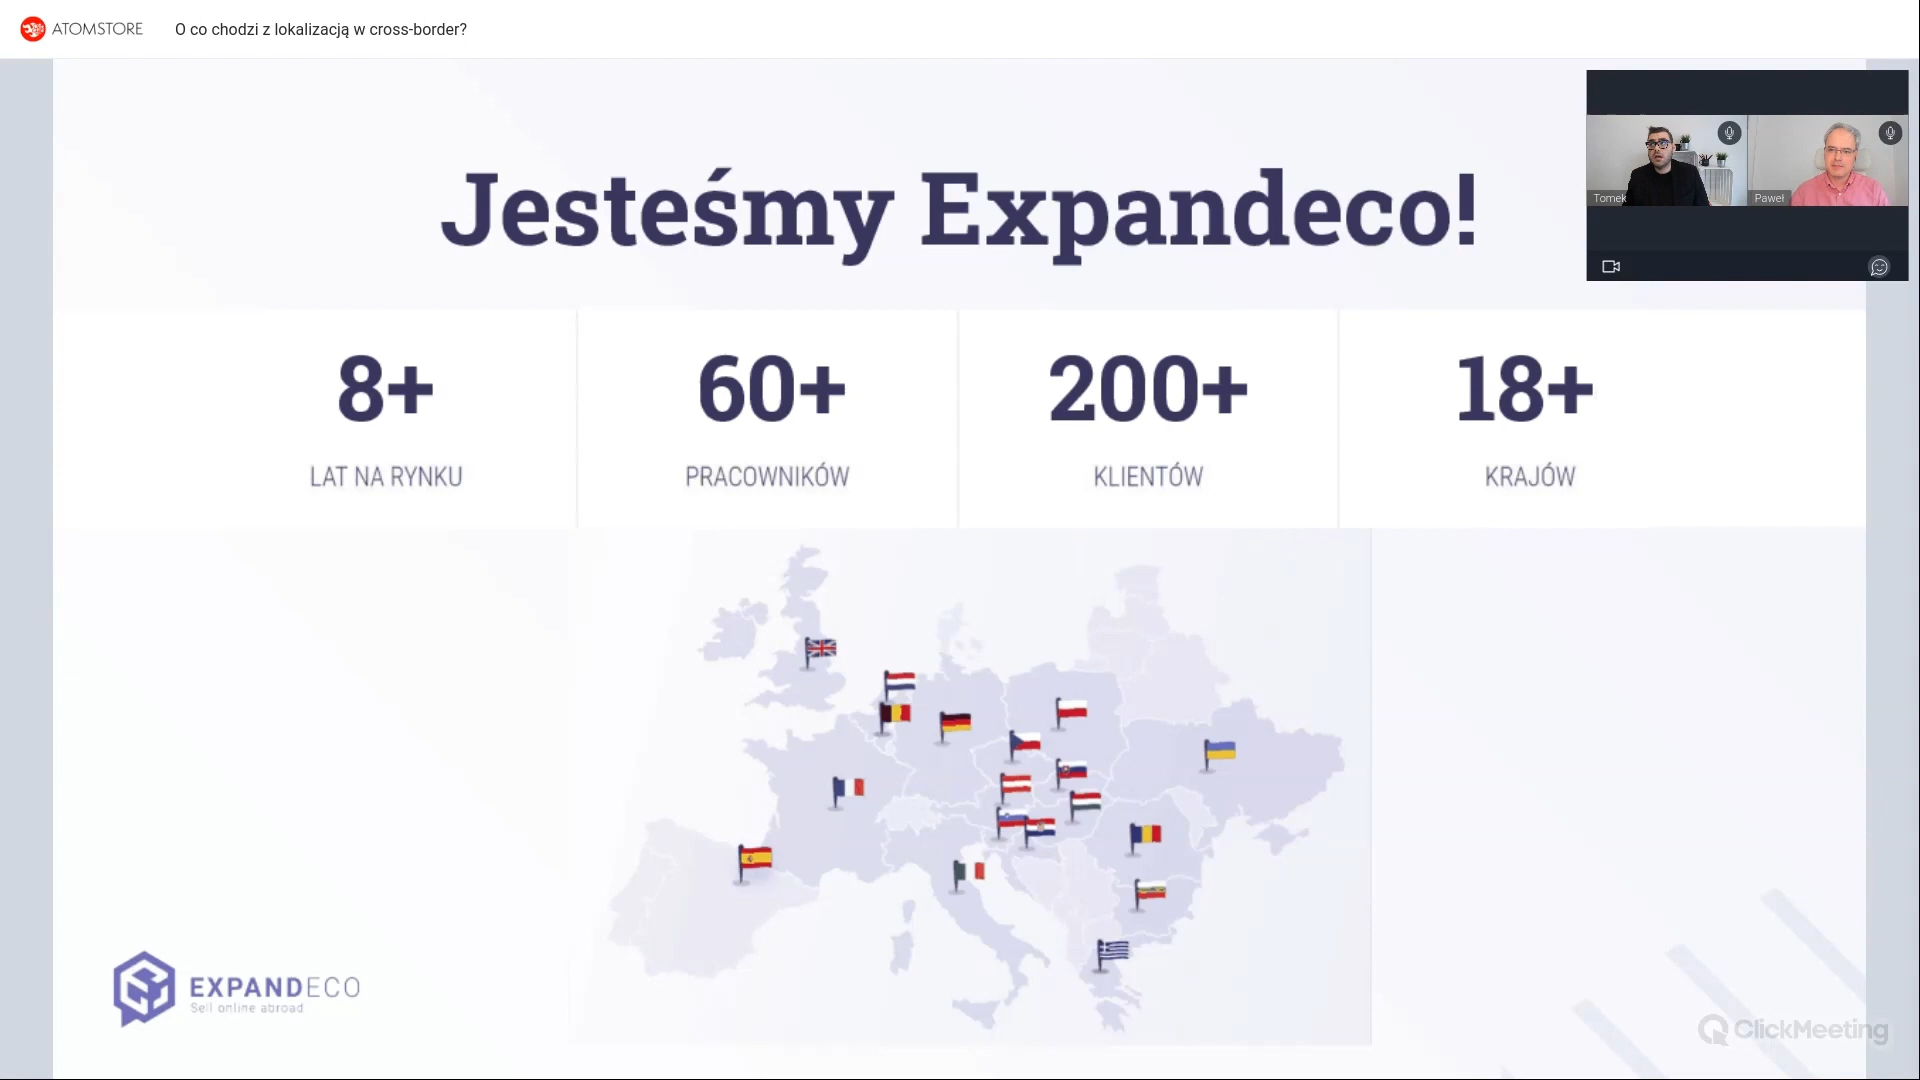 ATOMSTORE
O co chodzi z lokalizacją w cross-border?
Tomek
Paweł
Jesteśmy Expandeco!
8+
60+
200+
18+
LAT NA RYNKU
PRACOWNIKÓW
KLIENTÓW
KRAJÓW
EXPANDECO
Sell online abroad
ClickMeeting